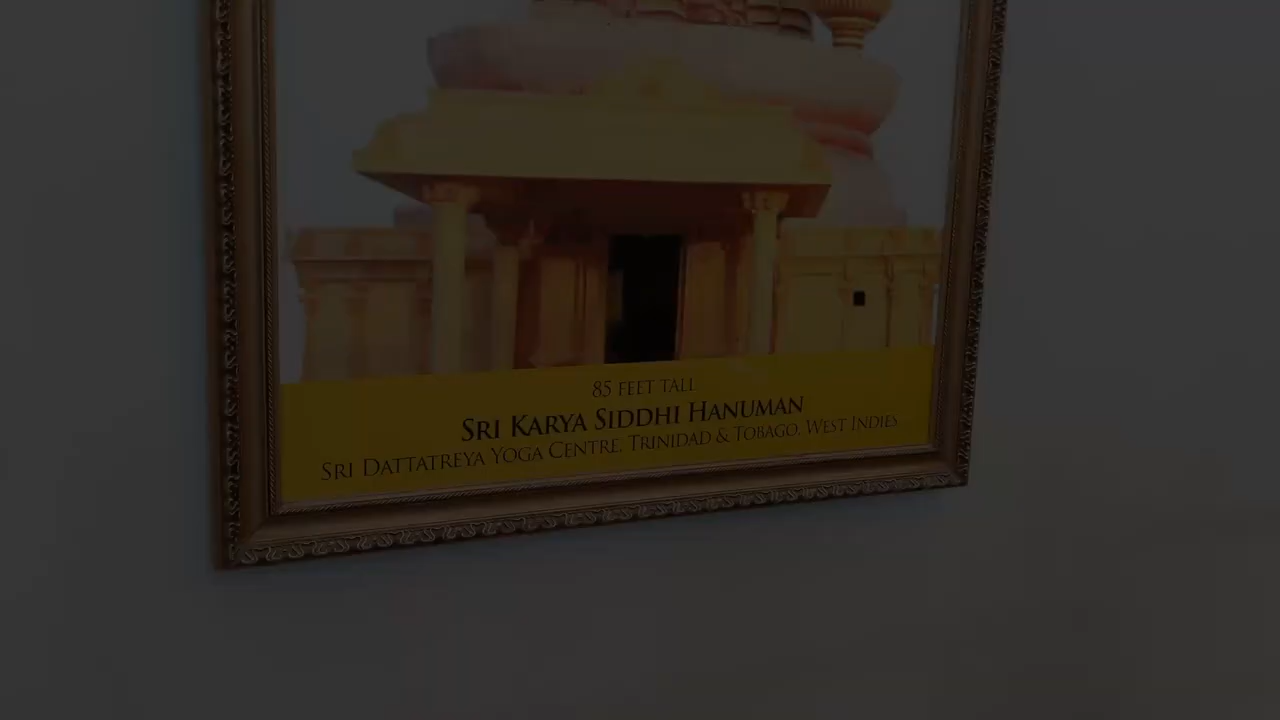 85 FEET TALL
SRI KARYA SIDDHI HANUMAN
SRI DATTATREYA YOGA CENTRE, TRINIDAD & TOBAGO, WEST INDIES